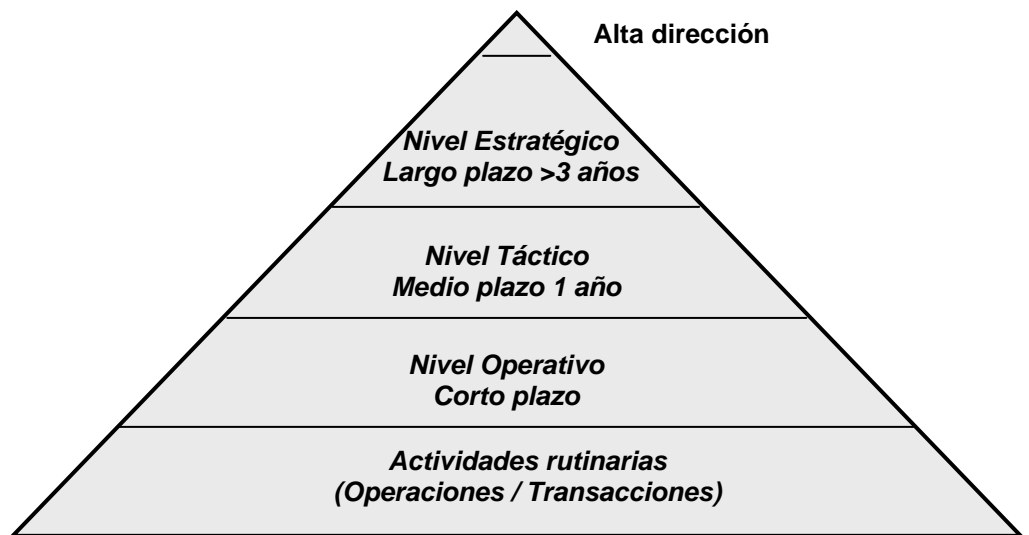 Alta dirección
Nivel Estratégico
Largo plazo >3 años
Nivel Táctico
Medio plazo 1 año
Nivel Operativo
Corto plazo
Actividades rutinarias
(Operaciones / Transacciones)